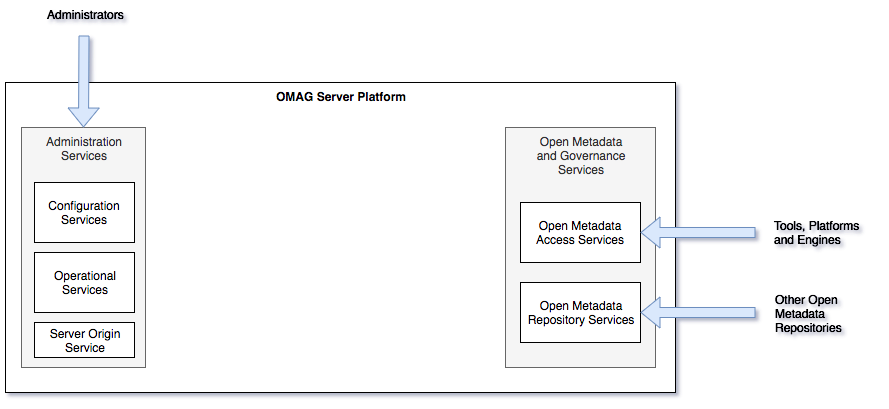 Administrators
OMAG Server Platform
Administration
Services
Configuration
Services
Operational
Services
Server Origin
Service
Open Metadata
and Governance
Services
Open Metadata
Access Services
Open Metadata
Repository Services
Tools, Platforms
and Engines
Other Open
Metadata
Repositories